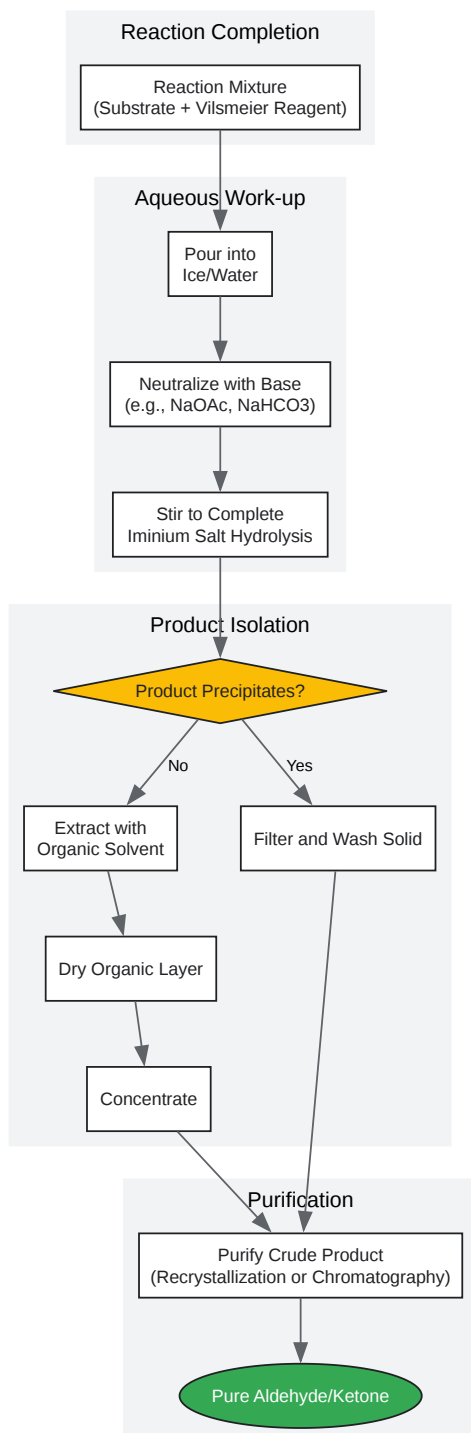 Reaction Completion
Reaction Mixture
(Substrate + Vilsmeier Reagent)
Aqueous Work-up
Pour into
Ice/Water
Neutralize with Base
(e.g., NaOAc, NaHCO3)
Stir to Complete
Iminium Salt Hydrolysis
Product Isolation
Product Precipitates?
No
Yes
Extract with
Organic Solvent
Filter and Wash Solid
Dry Organic Layer
Concentrate
Purification
Purify Crude Product
(Recrystallization or Chromatography)
Pure Aldehyde/Ketone